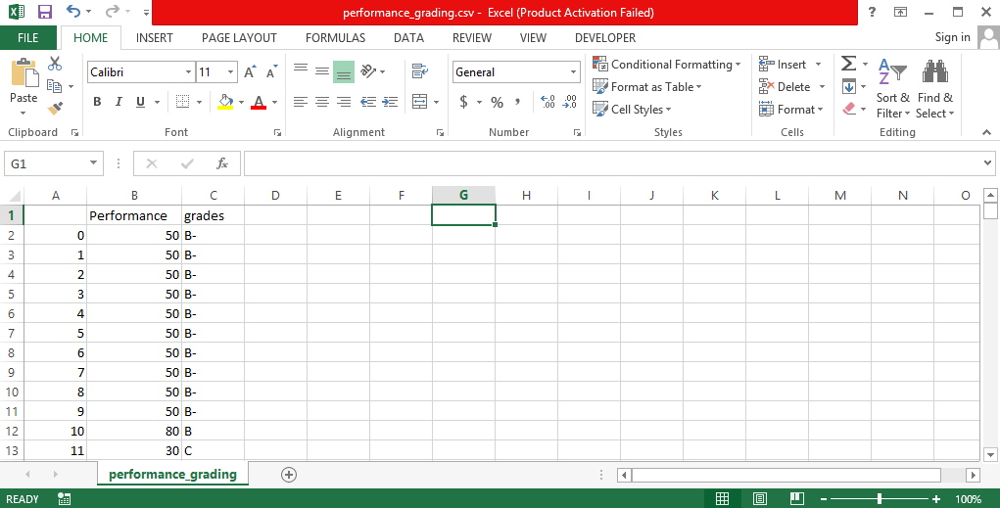 performance_grading.csv - Excel (Product Activation Failed)
FILE HOME INSERT PAGE LAYOUT FORMULAS DATA REVIEW VIEW DEVELOPER Sign in
Paste
Calibri 11
B I U A
General
$ % ,
Conditional Formatting
Format as Table
Cell Styles
Insert
Delete
Format
Sort & Filter
Find & Select
Clipboard Font Alignment Number Styles Cells Editing
G1 fx
A B C D E F G H I J K L M N O
1 Performance grades
2 0 50 B-
3 1 50 B-
4 2 50 B-
5 3 50 B-
6 4 50 B-
7 5 50 B-
8 6 50 B-
9 7 50 B-
10 8 50 B-
11 9 50 B-
12 10 80 B
13 11 30 C
performance_grading
READY 100%